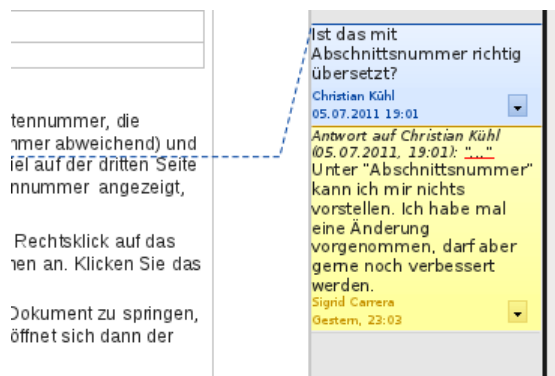 tennummer, die
nmer abweichend) und
iel auf der dritten Seite
nnummer angezeigt,
Rechtsklick auf das
nen an. Klicken Sie das
Dokument zu springen,
öffnet sich dann der
Ist das mit
Abschnittsnummer richtig
übersetzt?
Christian Kühl
05.07.2011 19:01
Antwort auf Christian Kühl
(05.07.2011, 19:01): "..."
Unter "Abschnittsnummer"
kann ich mir nichts
vorstellen. Ich habe mal
eine Änderung
vorgenommen, darf aber
gerne noch verbessert
werden.
Sigrid Carrera
Gestern, 23:03